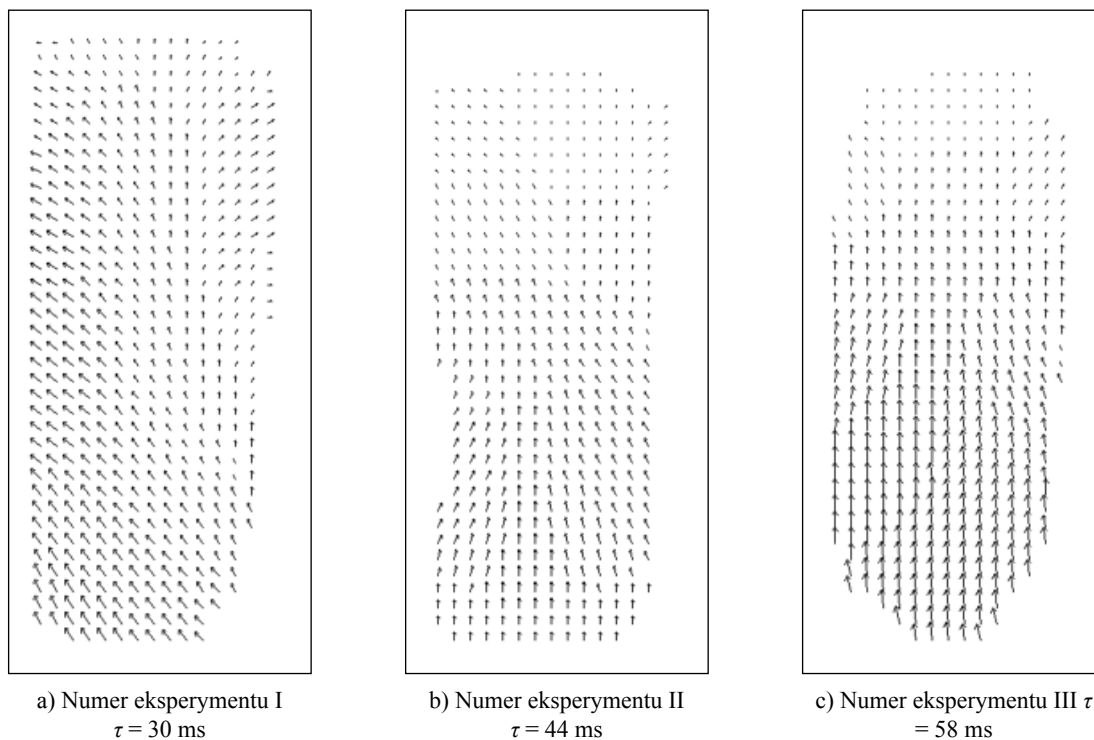 a) Numer eksperymentu I
τ = 30 ms
b) Numer eksperymentu II
τ = 44 ms
c) Numer eksperymentu III τ
= 58 ms